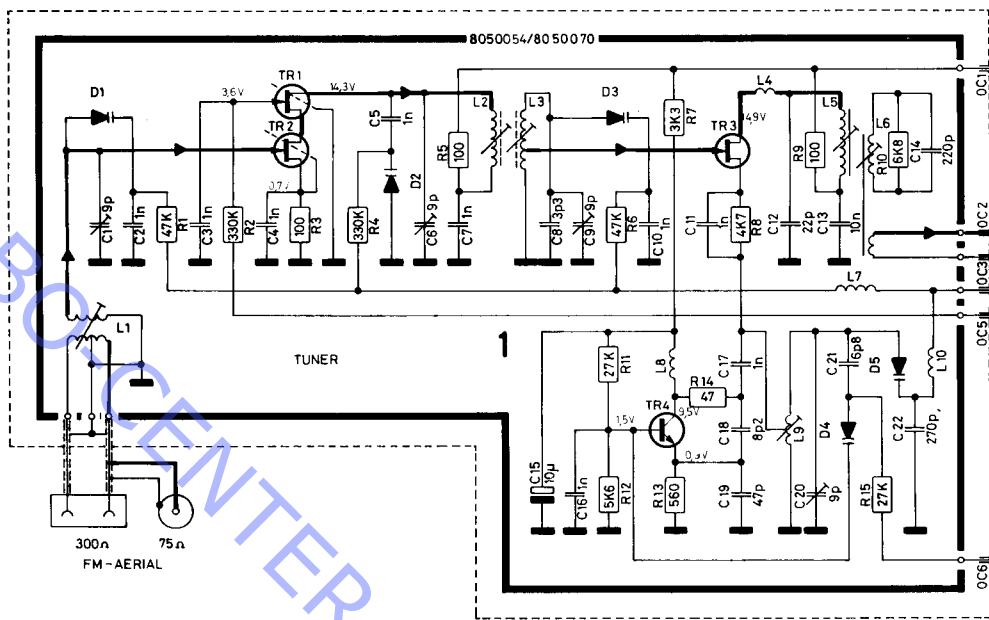 8050054/8050070
TR1
14,3V
3,6V
D1
TR2
C5
1n
L2
L3
D3
3K3
R7
L4
14,9V
TR3
L5
L6
R5
100
R9
100
R10
6K8
C14
220p
0C1
0,7V
D2
C1
9p
C2
1n
47K
R1
C3
1n
330K
R2
C4
1n
100
R3
330K
R4
C6
9p
C7
1n
C8
3p3
C9
9p
47K
R6
C10
1n
C11
1n
4K7
R8
C12
22p
C13
10n
0C2
0C3
L7
0C5
L1
TUNER
1
27K
R11
L8
R14
47
C17
1n
C21
6p8
D5
L10
TR4
9,5V
1,5V
C18
8p2
L9
D4
C22
270p
0,9V
C15
10µ
C16
1n
5K6
R12
R13
560
C19
47p
C20
9p
R15
27K
0C6
300Ω
75Ω
FM-AERIAL
BO-CENTER